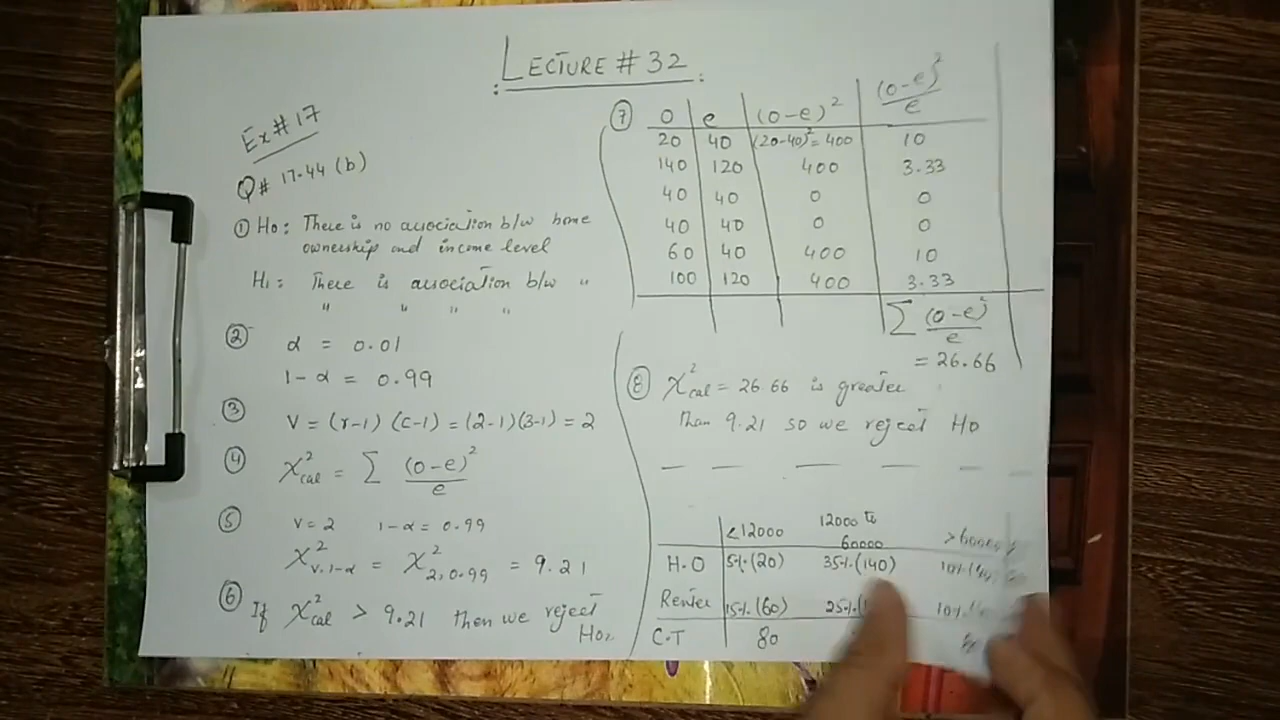 LECTURE # 32
Ex # 17
Q# 17.44 (b)
① Ho: There is no association b/w home
ownership and income level
H1: There is association b/w "
" " " "
② α = 0.01
1-α = 0.99
③ V = (r-1) (c-1) = (2-1)(3-1) = 2
④ χ²cal = Σ (o-e)²/e
⑤ v=2 1-α = 0.99
χ²v,1-α = χ²2,0.99 = 9.21
⑥ If χ²cal > 9.21 then we reject
Ho
⑦ o e (o-e)² (o-e)²/e
20 40 (20-40)²=400 10
140 120 400 3.33
40 40 0 0
40 40 0 0
60 40 400 10
100 120 400 3.33
Σ (o-e)²/e
= 26.66
⑧ χ²cal = 26.66 is greater
than 9.21 so we reject Ho
<12000 12000 to
60000
H.O 5% (20) 35% (140) 10%
Renter 15% (60) 25% 10%
C.T 80